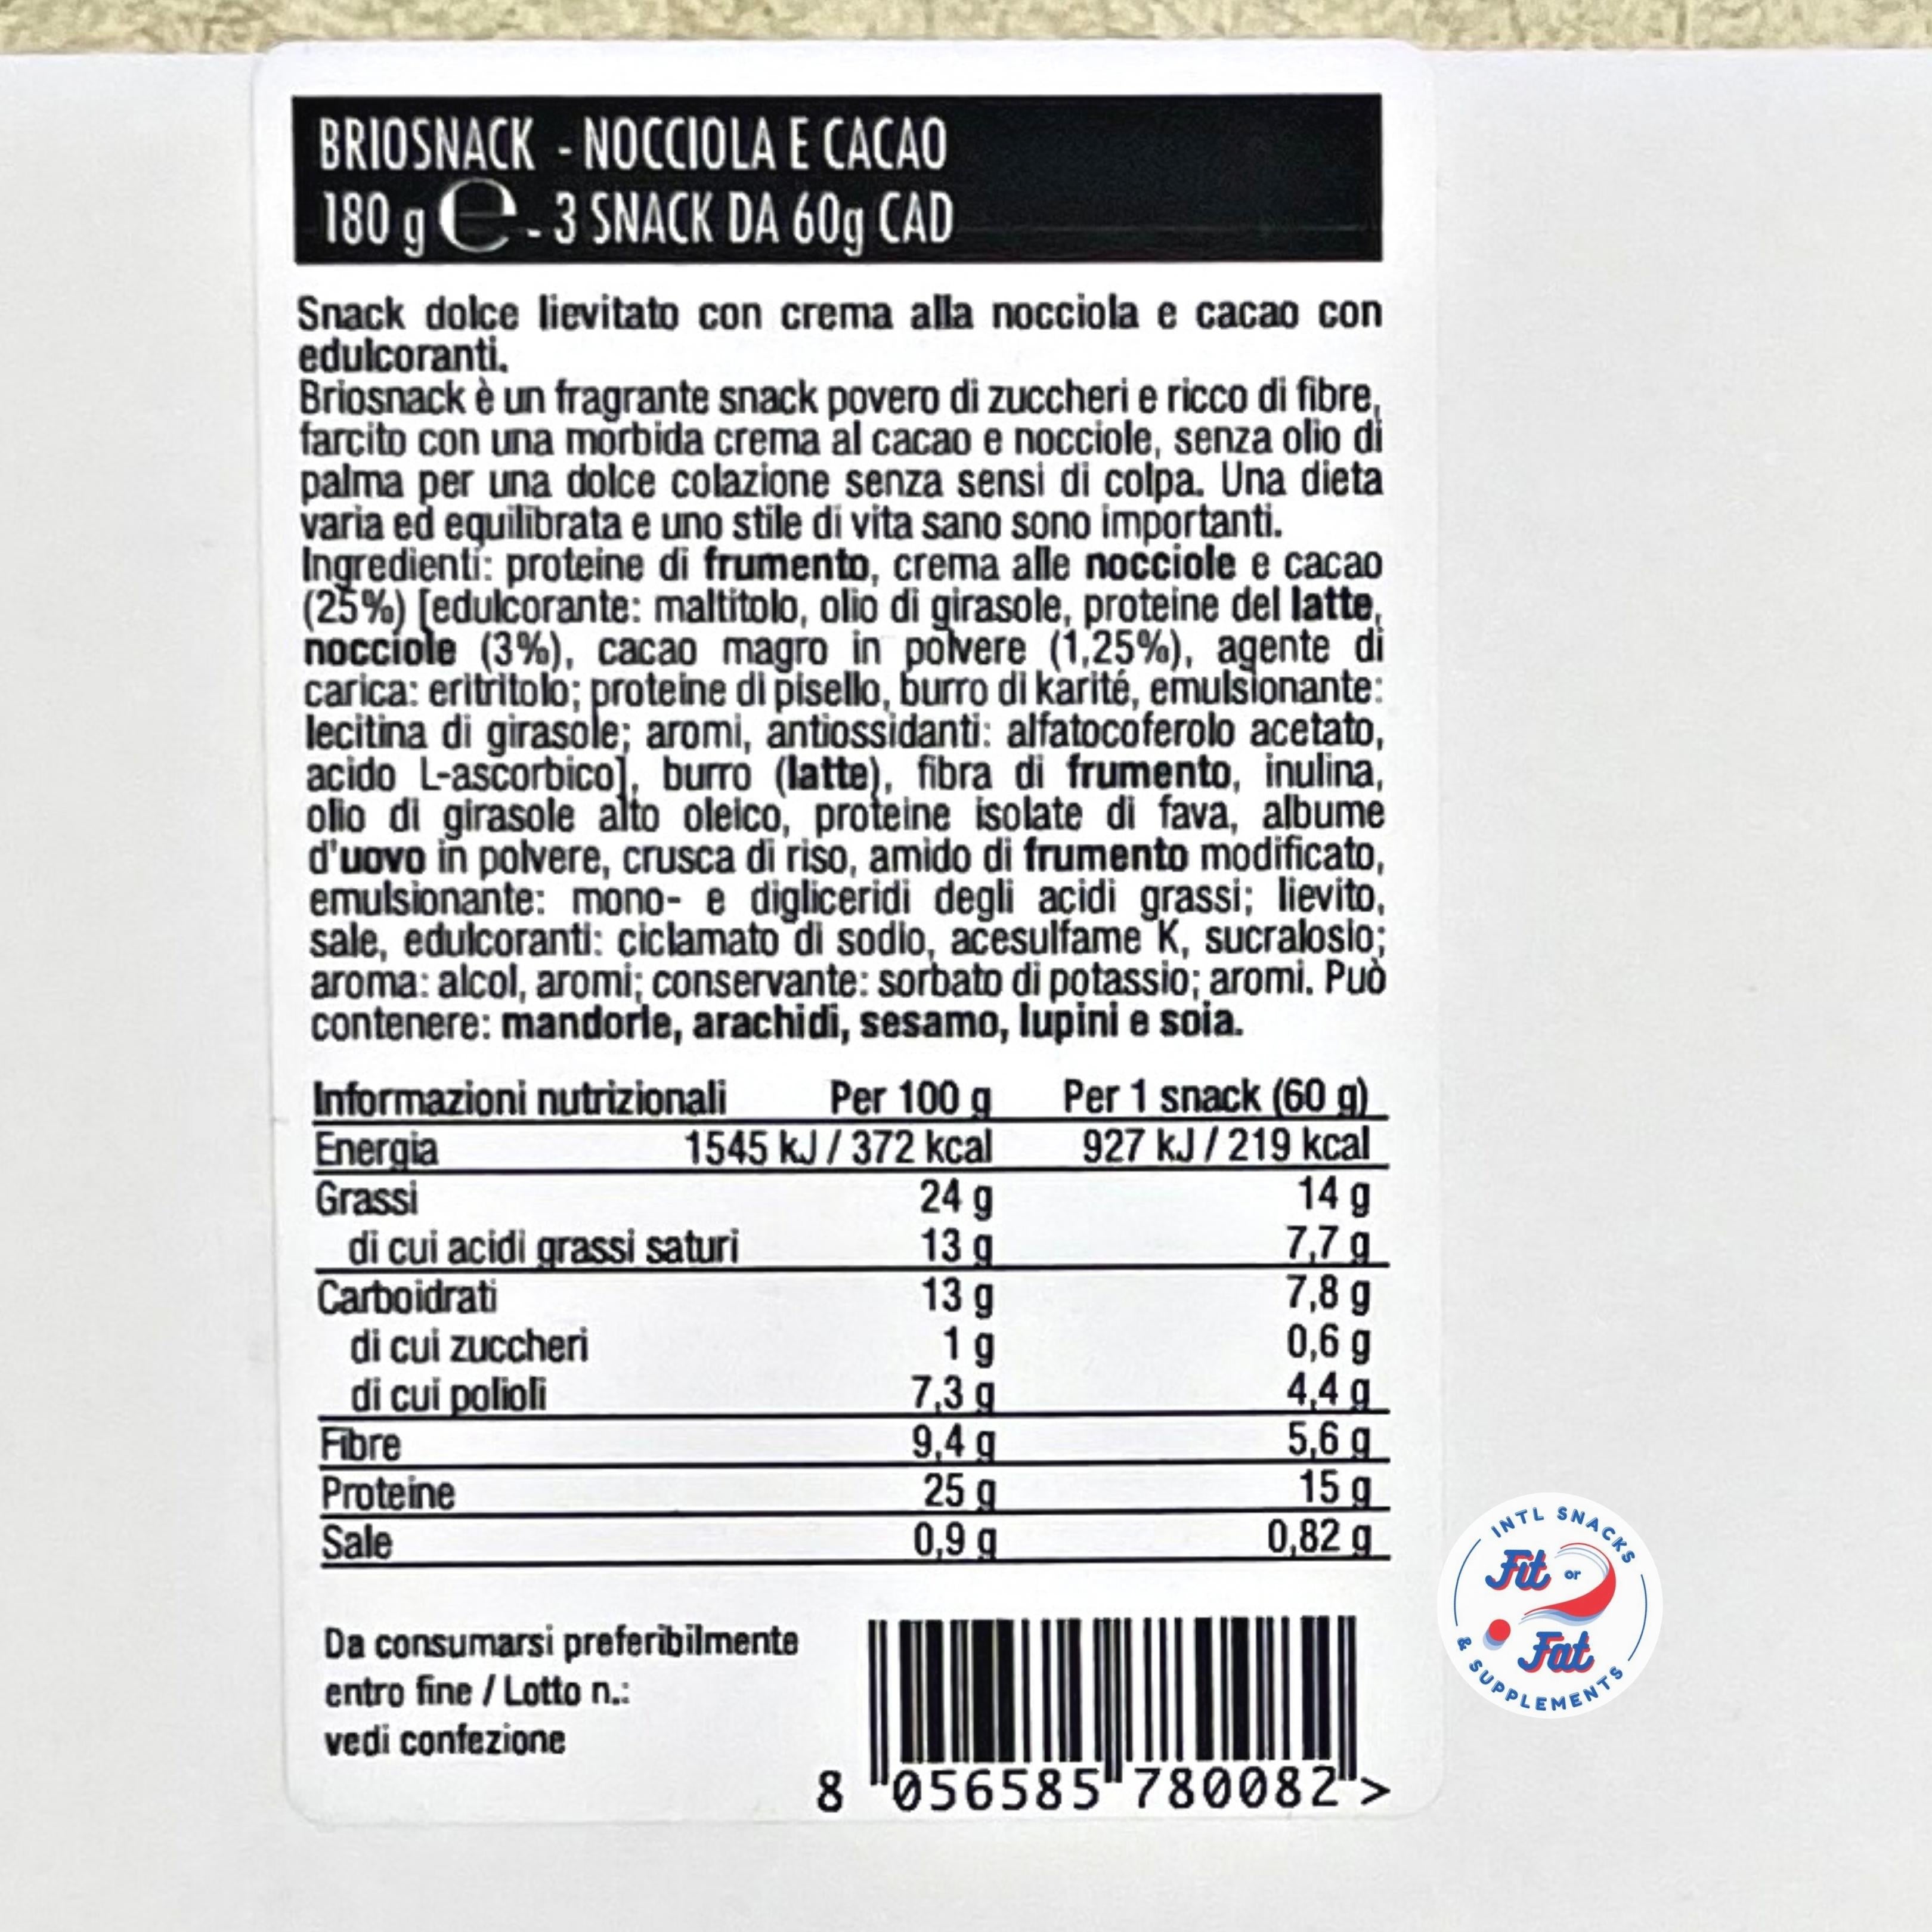 BRIOSNACK - NOCCIOLA E CACAO
180 g e - 3 SNACK DA 60g CAD
Snack dolce lievitato con crema alla nocciola e cacao con
edulcoranti.
Briosnack è un fragrante snack povero di zuccheri e ricco di fibre,
farcito con una morbida crema al cacao e nocciole, senza olio di
palma per una dolce colazione senza sensi di colpa. Una dieta
varia ed equilibrata e uno stile di vita sano sono importanti.
Ingredienti: proteine di frumento, crema alle nocciole e cacao
(25%) [edulcorante: maltitolo, olio di girasole, proteine del latte,
nocciole (3%), cacao magro in polvere (1,25%), agente di
carica: eritritolo; proteine di pisello, burro di karité, emulsionante:
lecitina di girasole; aromi, antiossidanti: alfatocoferolo acetato,
acido L-ascorbico], burro (latte), fibra di frumento, inulina,
olio di girasole alto oleico, proteine isolate di fava, albume
d'uovo in polvere, crusca di riso, amido di frumento modificato,
emulsionante: mono- e digliceridi degli acidi grassi; lievito,
sale, edulcoranti: ciclamato di sodio, acesulfame K, sucralosio;
aroma: alcol, aromi; conservante: sorbato di potassio; aromi. Può
contenere: mandorle, arachidi, sesamo, lupini e soia.
Informazioni nutrizionali Per 100 g Per 1 snack (60 g)
Energia 1545 kJ / 372 kcal 927 kJ / 219 kcal
Grassi 24 g 14 g
di cui acidi grassi saturi 13 g 7,7 g
Carboidrati 13 g 7,8 g
di cui zuccheri 1 g 0,6 g
di cui polioli 7,3 g 4,4 g
Fibre 9,4 g 5,6 g
Proteine 25 g 15 g
Sale 0,9 g 0,82 g
Da consumarsi preferibilmente
entro fine / Lotto n.:
vedi confezione
8 056585 780082 >
INTL SNACKS
Fit or
Fat
& SUPPLEMENTS